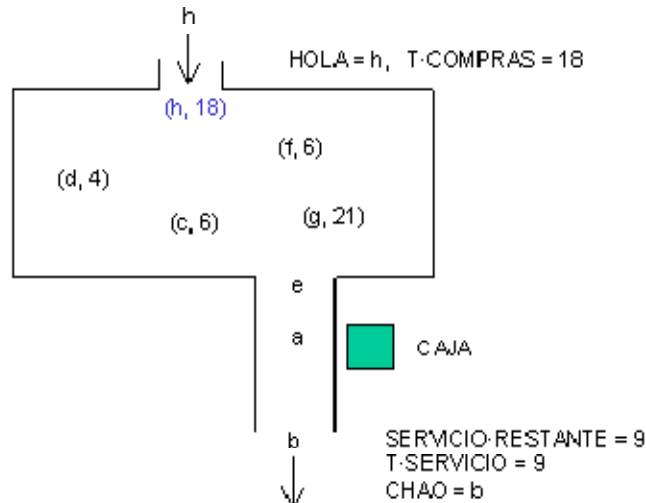 h
HOLA = h, T·COMPRAS = 18
(h, 18)
(f, 6)
(d, 4)
(c, 6)
(g, 21)
e
a
CAJA
b
SERVICIO·RESTANTE = 9
T·SERVICIO = 9
CHAO = b